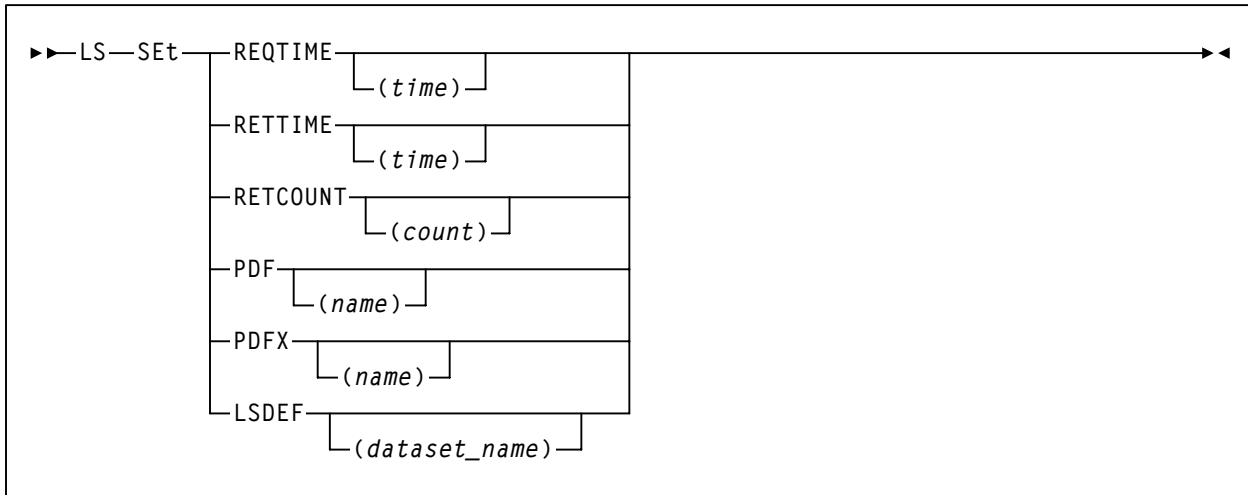 LS SEt REQTIME
(time)
RETTIME
(time)
RETCOUNT
(count)
PDF
(name)
PDFX
(name)
LSDEF
(dataset_name)